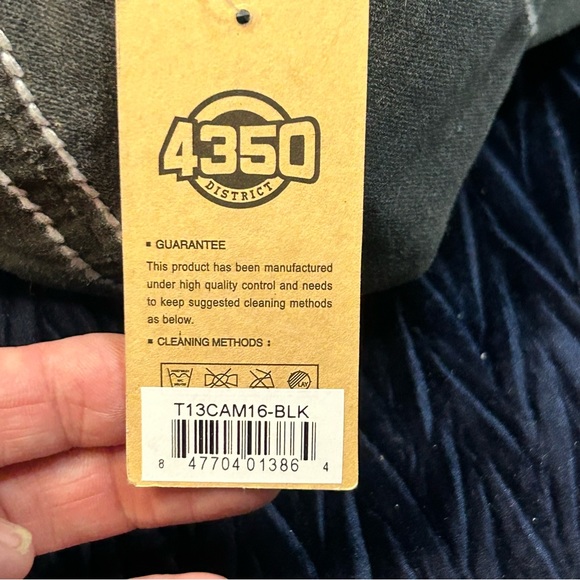 4350
DISTRICT
▪ GUARANTEE
This product has been manufactured
under high quality control and needs
to keep suggested cleaning methods
as below.
▪ CLEANING METHODS :
LAY
T13CAM16-BLK
8 47704 01386 4